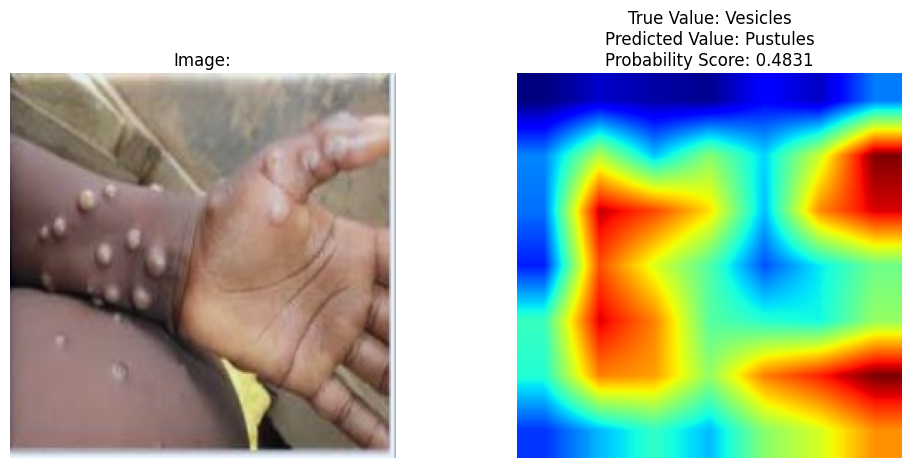 Image:
True Value: Vesicles
Predicted Value: Pustules
Probability Score: 0.4831